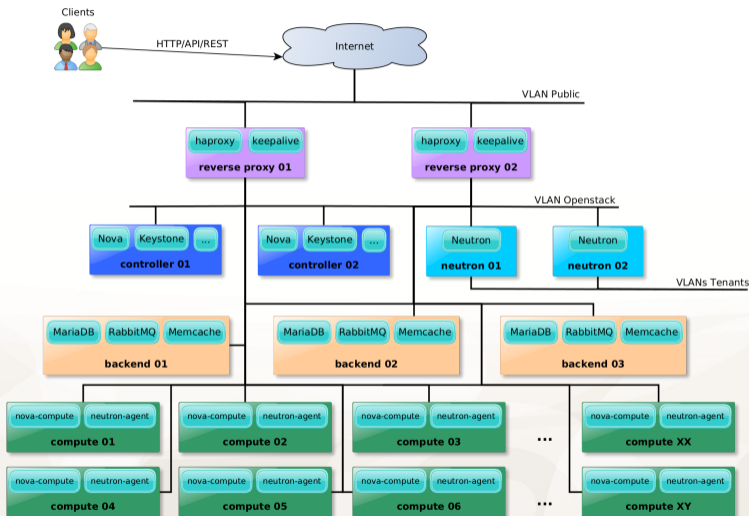 Clients
HTTP/API/REST
Internet
VLAN Public
haproxy keepalive
reverse proxy 01
haproxy keepalive
reverse proxy 02
VLAN Openstack
Nova Keystone ...
controller 01
Nova Keystone ...
controller 02
Neutron
neutron 01
Neutron
neutron 02
VLANs Tenants
MariaDB RabbitMQ Memcache
backend 01
MariaDB RabbitMQ Memcache
backend 02
MariaDB RabbitMQ Memcache
backend 03
nova-compute neutron-agent
compute 01
nova-compute neutron-agent
compute 02
nova-compute neutron-agent
compute 03
...
nova-compute neutron-agent
compute XX
nova-compute neutron-agent
compute 04
nova-compute neutron-agent
compute 05
nova-compute neutron-agent
compute 06
...
nova-compute neutron-agent
compute XY